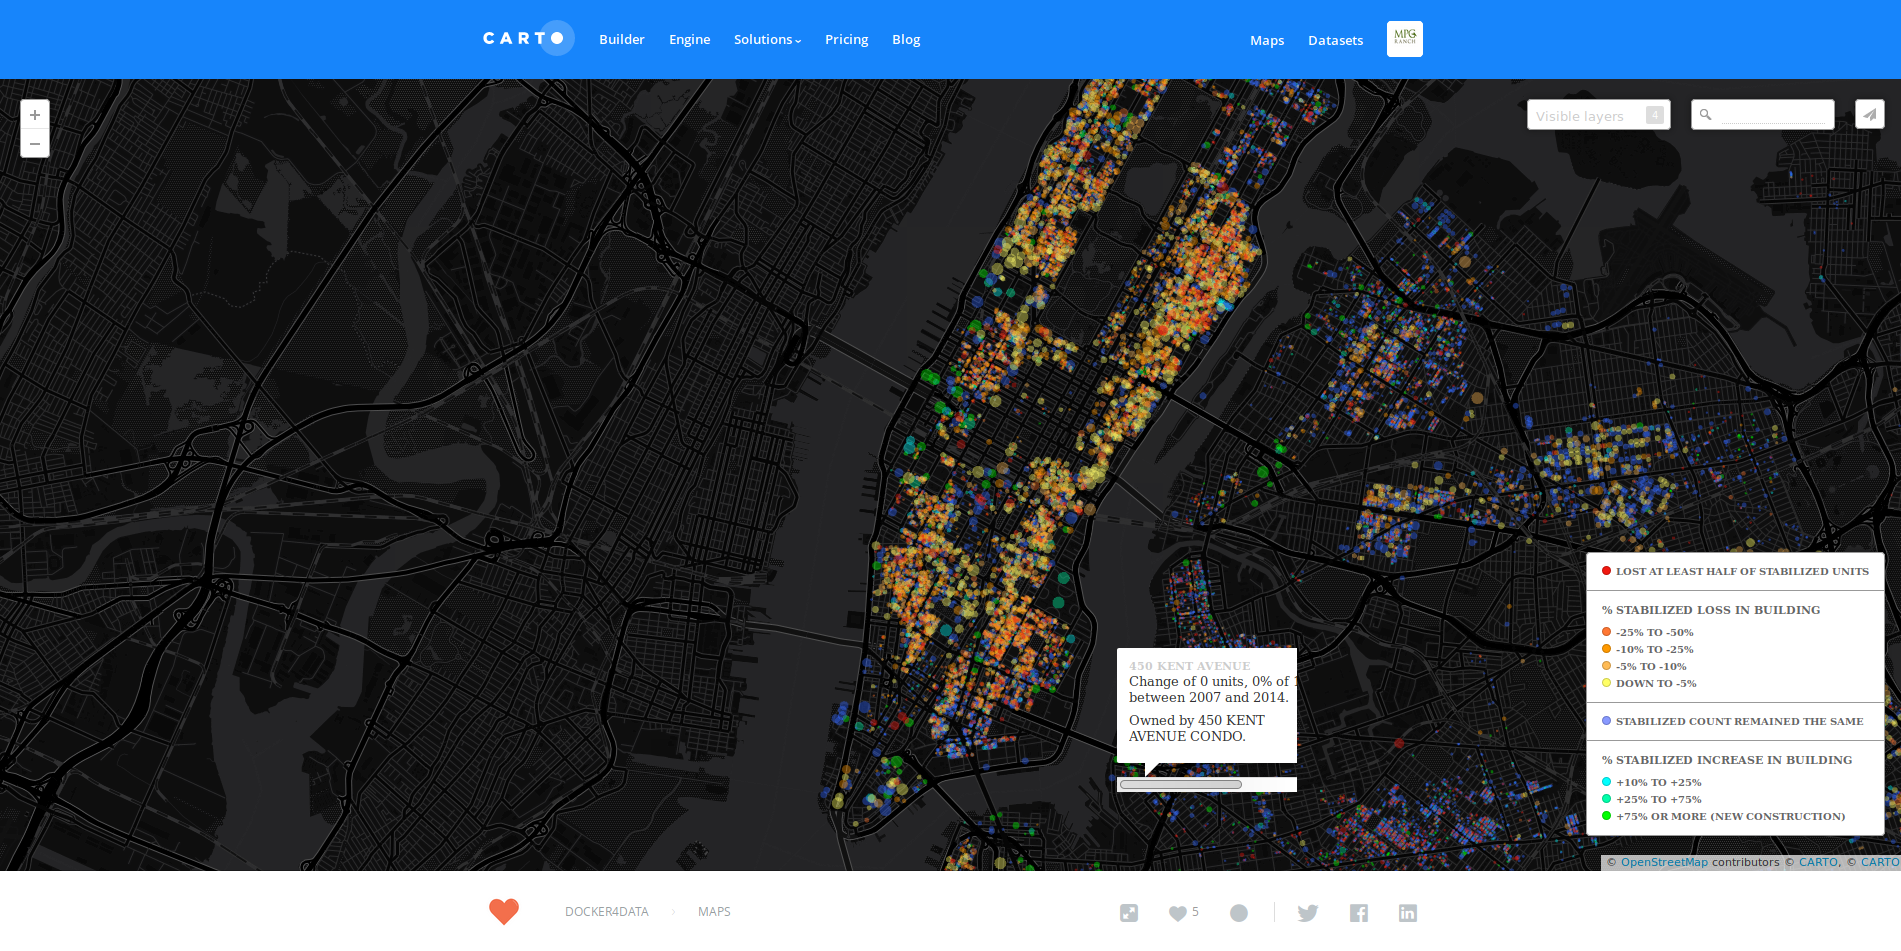 CARTO
Builder
Engine
Solutions
Pricing
Blog
Maps
Datasets
MPG
RANCH
+
Visible layers 4
−
LOST AT LEAST HALF OF STABILIZED UNITS
% STABILIZED LOSS IN BUILDING
-25% TO -50%
-10% TO -25%
-5% TO -10%
DOWN TO -5%
STABILIZED COUNT REMAINED THE SAME
% STABILIZED INCREASE IN BUILDING
+10% TO +25%
+25% TO +75%
+75% OR MORE (NEW CONSTRUCTION)
450 KENT AVENUE
Change of 0 units, 0% of 1
between 2007 and 2014.
Owned by 450 KENT
AVENUE CONDO.
© OpenStreetMap contributors © CARTO, © CARTO
DOCKER4DATA
MAPS
5